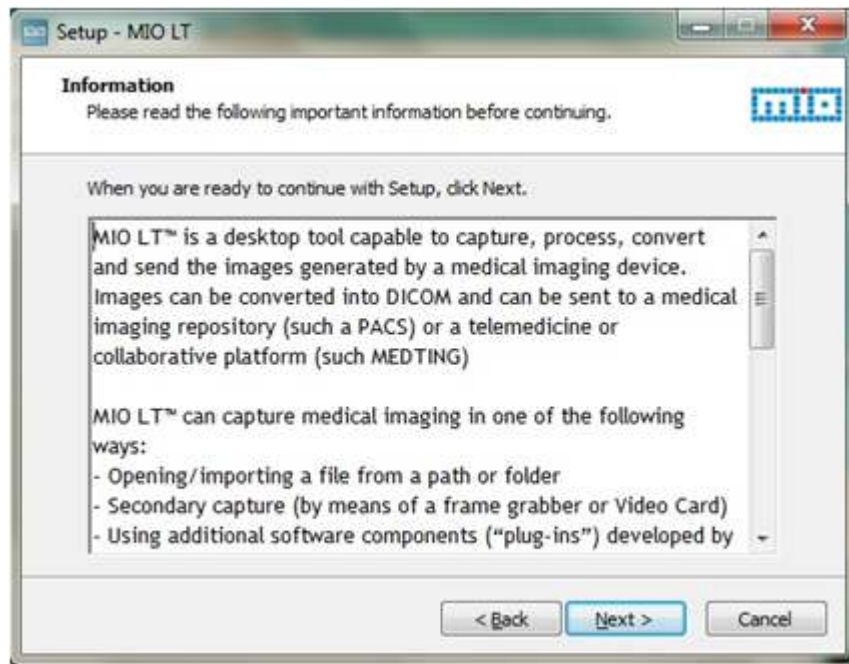 Setup - MIO LT
Information
Please read the following important information before continuing.
mio
When you are ready to continue with Setup, click Next.
MIO LT™ is a desktop tool capable to capture, process, convert
and send the images generated by a medical imaging device.
Images can be converted into DICOM and can be sent to a medical
imaging repository (such a PACS) or a telemedicine or
collaborative platform (such MEDTING)
MIO LT™ can capture medical imaging in one of the following
ways:
- Opening/importing a file from a path or folder
- Secondary capture (by means of a frame grabber or Video Card)
- Using additional software components (“plug-ins”) developed by
< Back Next > Cancel